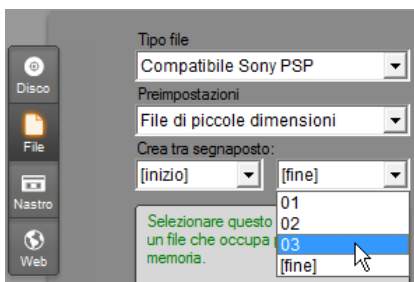 Tipo file
Compatibile Sony PSP
Disco
Preimpostazioni
File di piccole dimensioni
File
Crea tra segnaposto:
[inizio] [fine]
Nastro
01
Selezionare questo 02
un file che occupa 03
memoria. [fine]
Web